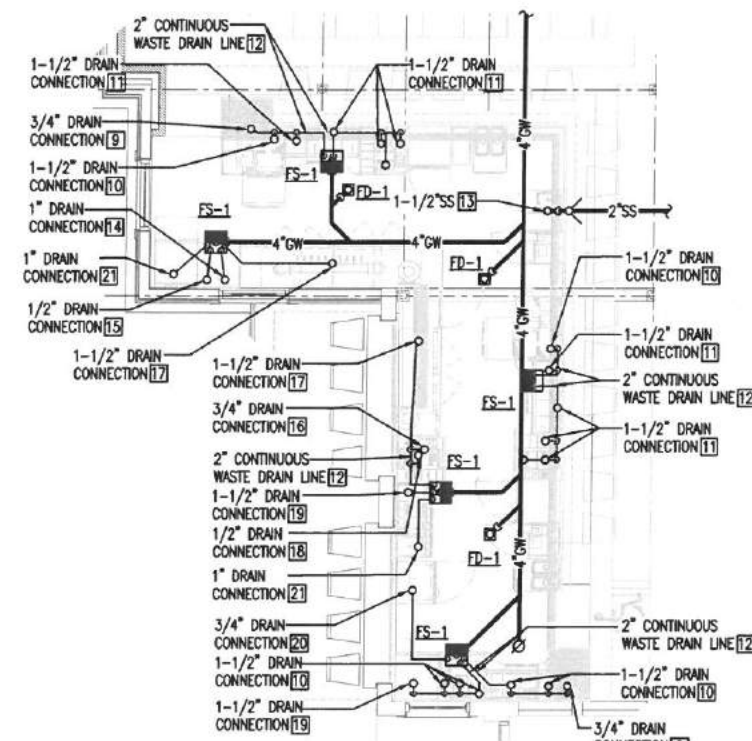 2" CONTINUOUS
WASTE DRAIN LINE 12
1-1/2" DRAIN
CONNECTION 11
1-1/2" DRAIN
CONNECTION 11
3/4" DRAIN
CONNECTION 9
1-1/2" DRAIN
CONNECTION 10
FS-1
FD-1
4"GW
1-1/2"SS 13
2"SS
1" DRAIN
CONNECTION 14
FS-1
4"GW
4"GW
1" DRAIN
CONNECTION 21
FD-1
1-1/2" DRAIN
CONNECTION 10
1/2" DRAIN
CONNECTION 15
4"GW
1-1/2" DRAIN
CONNECTION 17
1-1/2" DRAIN
CONNECTION 17
1-1/2" DRAIN
CONNECTION 11
FS-1
2" CONTINUOUS
WASTE DRAIN LINE 12
3/4" DRAIN
CONNECTION 16
1-1/2" DRAIN
CONNECTION 11
2" CONTINUOUS
WASTE DRAIN LINE 12
FS-1
1-1/2" DRAIN
CONNECTION 19
1/2" DRAIN
CONNECTION 18
FD-1
4"GW
1" DRAIN
CONNECTION 21
3/4" DRAIN
CONNECTION 20
FS-1
2" CONTINUOUS
WASTE DRAIN LINE 12
1-1/2" DRAIN
CONNECTION 10
1-1/2" DRAIN
CONNECTION 10
1-1/2" DRAIN
CONNECTION 19
3/4" DRAIN